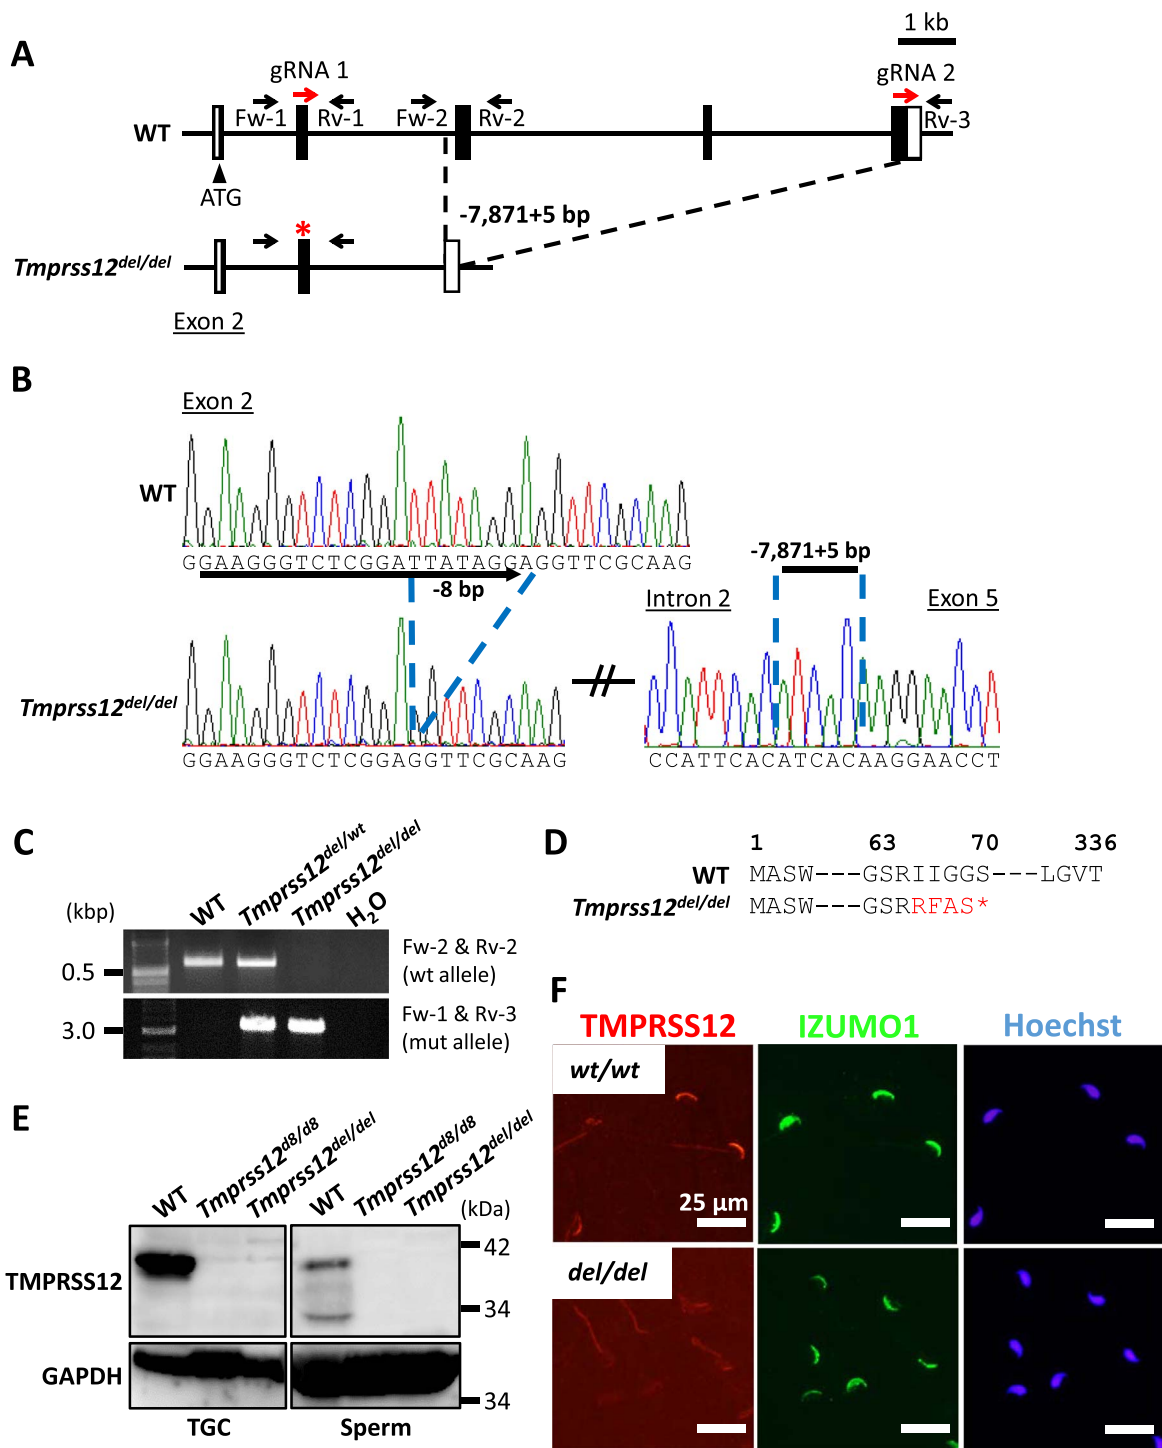 A
1 kb
gRNA 1
gRNA 2
Fw-1
Rv-1
Fw-2
Rv-2
Rv-3
WT
ATG
-7,871+5 bp
*
Tmprss12del/del
Exon 2
B
Exon 2
WT
GGAAGGGTCTCGGATTATAGGAGGTTCGCAAG
-8 bp
-7,871+5 bp
Intron 2
Exon 5
Tmprss12del/del
GGAAGGGTCTCGGAGGTTCGCAAG
CCATTCACATCACAAGGAACCT
C
(kbp)
WT
Tmprss12del/wt
Tmprss12del/del
H2O
0.5
Fw-2 & Rv-2
(wt allele)
3.0
Fw-1 & Rv-3
(mut allele)
D
1 63 70 336
WT MASW---GSRIIGGS---LGVT
Tmprss12del/del MASW---GSRRFAS*
E
WT
Tmprss12d8/d8
Tmprss12del/del
WT
Tmprss12d8/d8
Tmprss12del/del
(kDa)
42
TMPRSS12
34
GAPDH
34
TGC
Sperm
F
TMPRSS12
IZUMO1
Hoechst
wt/wt
25 µm
del/del